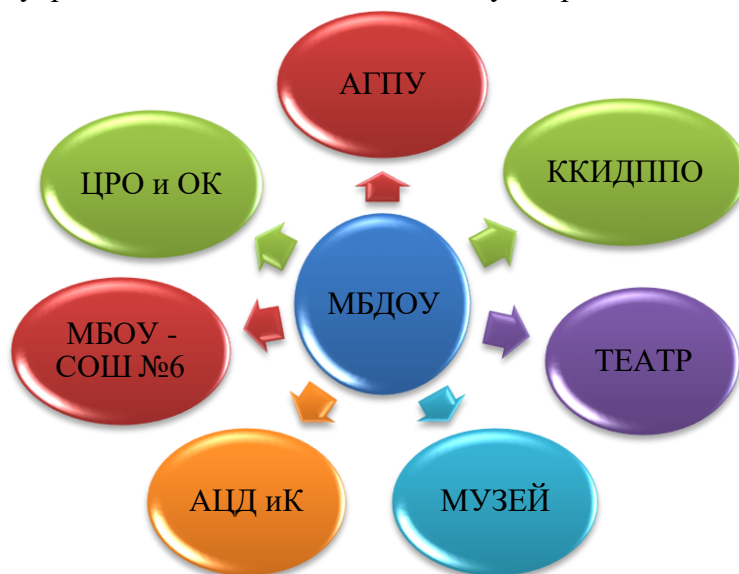 АГПУ
ЦРО и ОК
ККИДППО
МБДОУ
МБОУ -
СОШ №6
ТЕАТР
АЦД иК
МУЗЕЙ